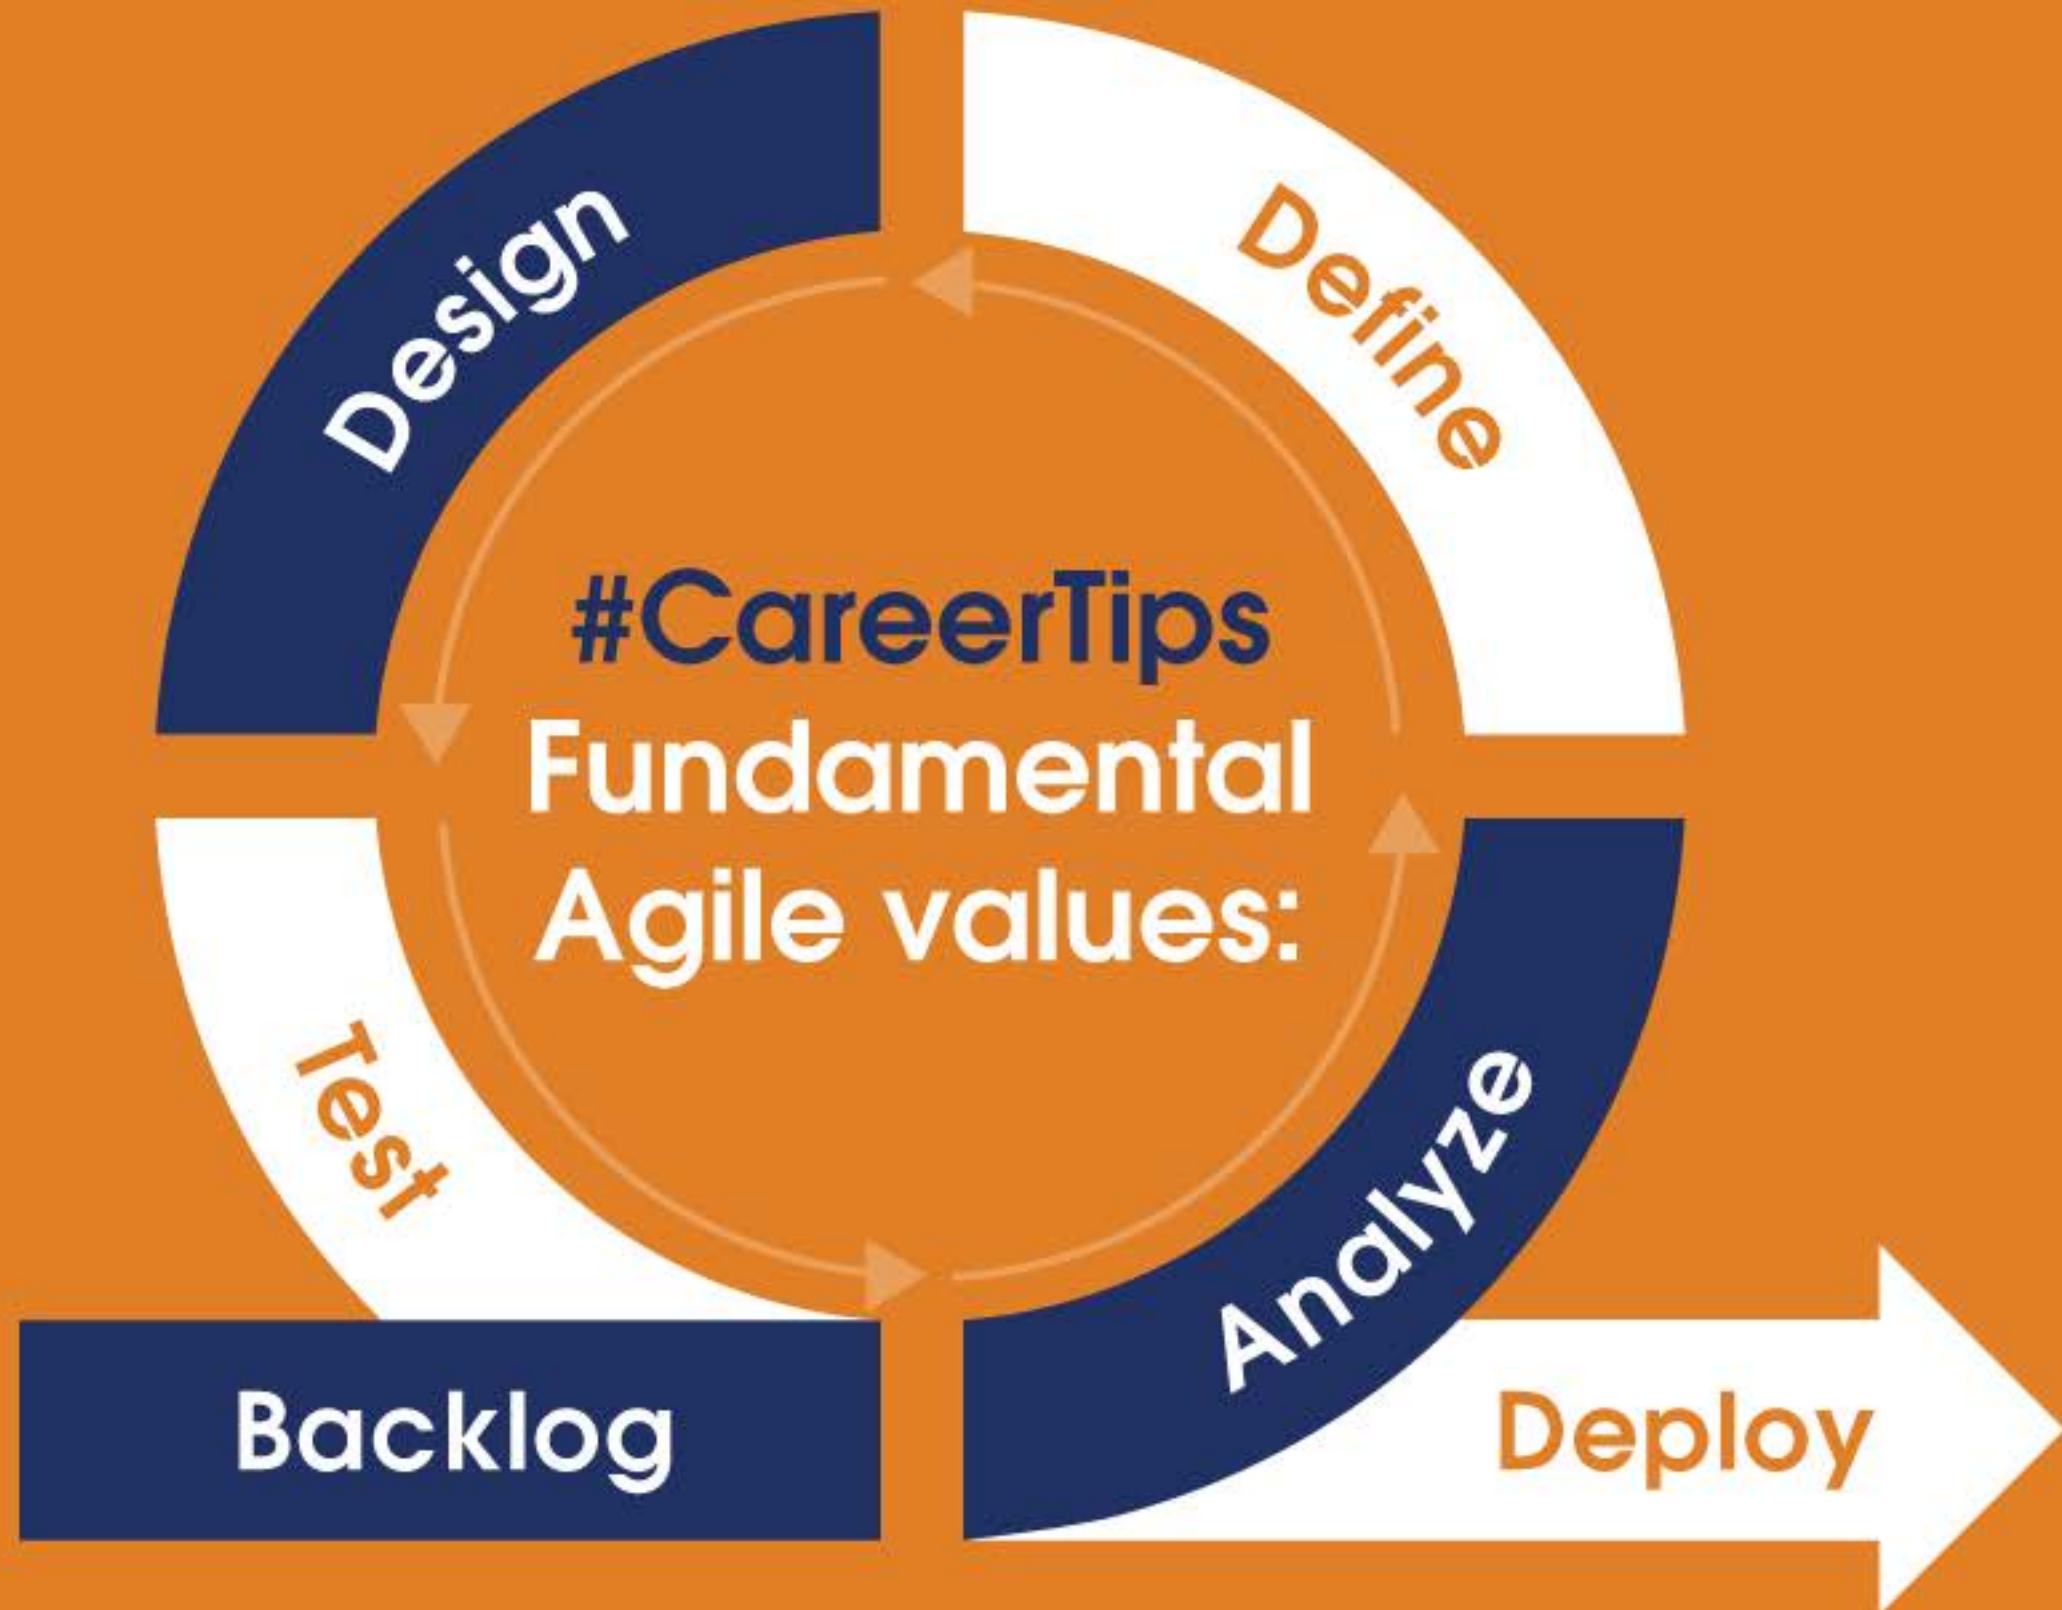 Design
Define
#CareerTips
Fundamental
Agile values:
Test
Analyze
Backlog
Deploy